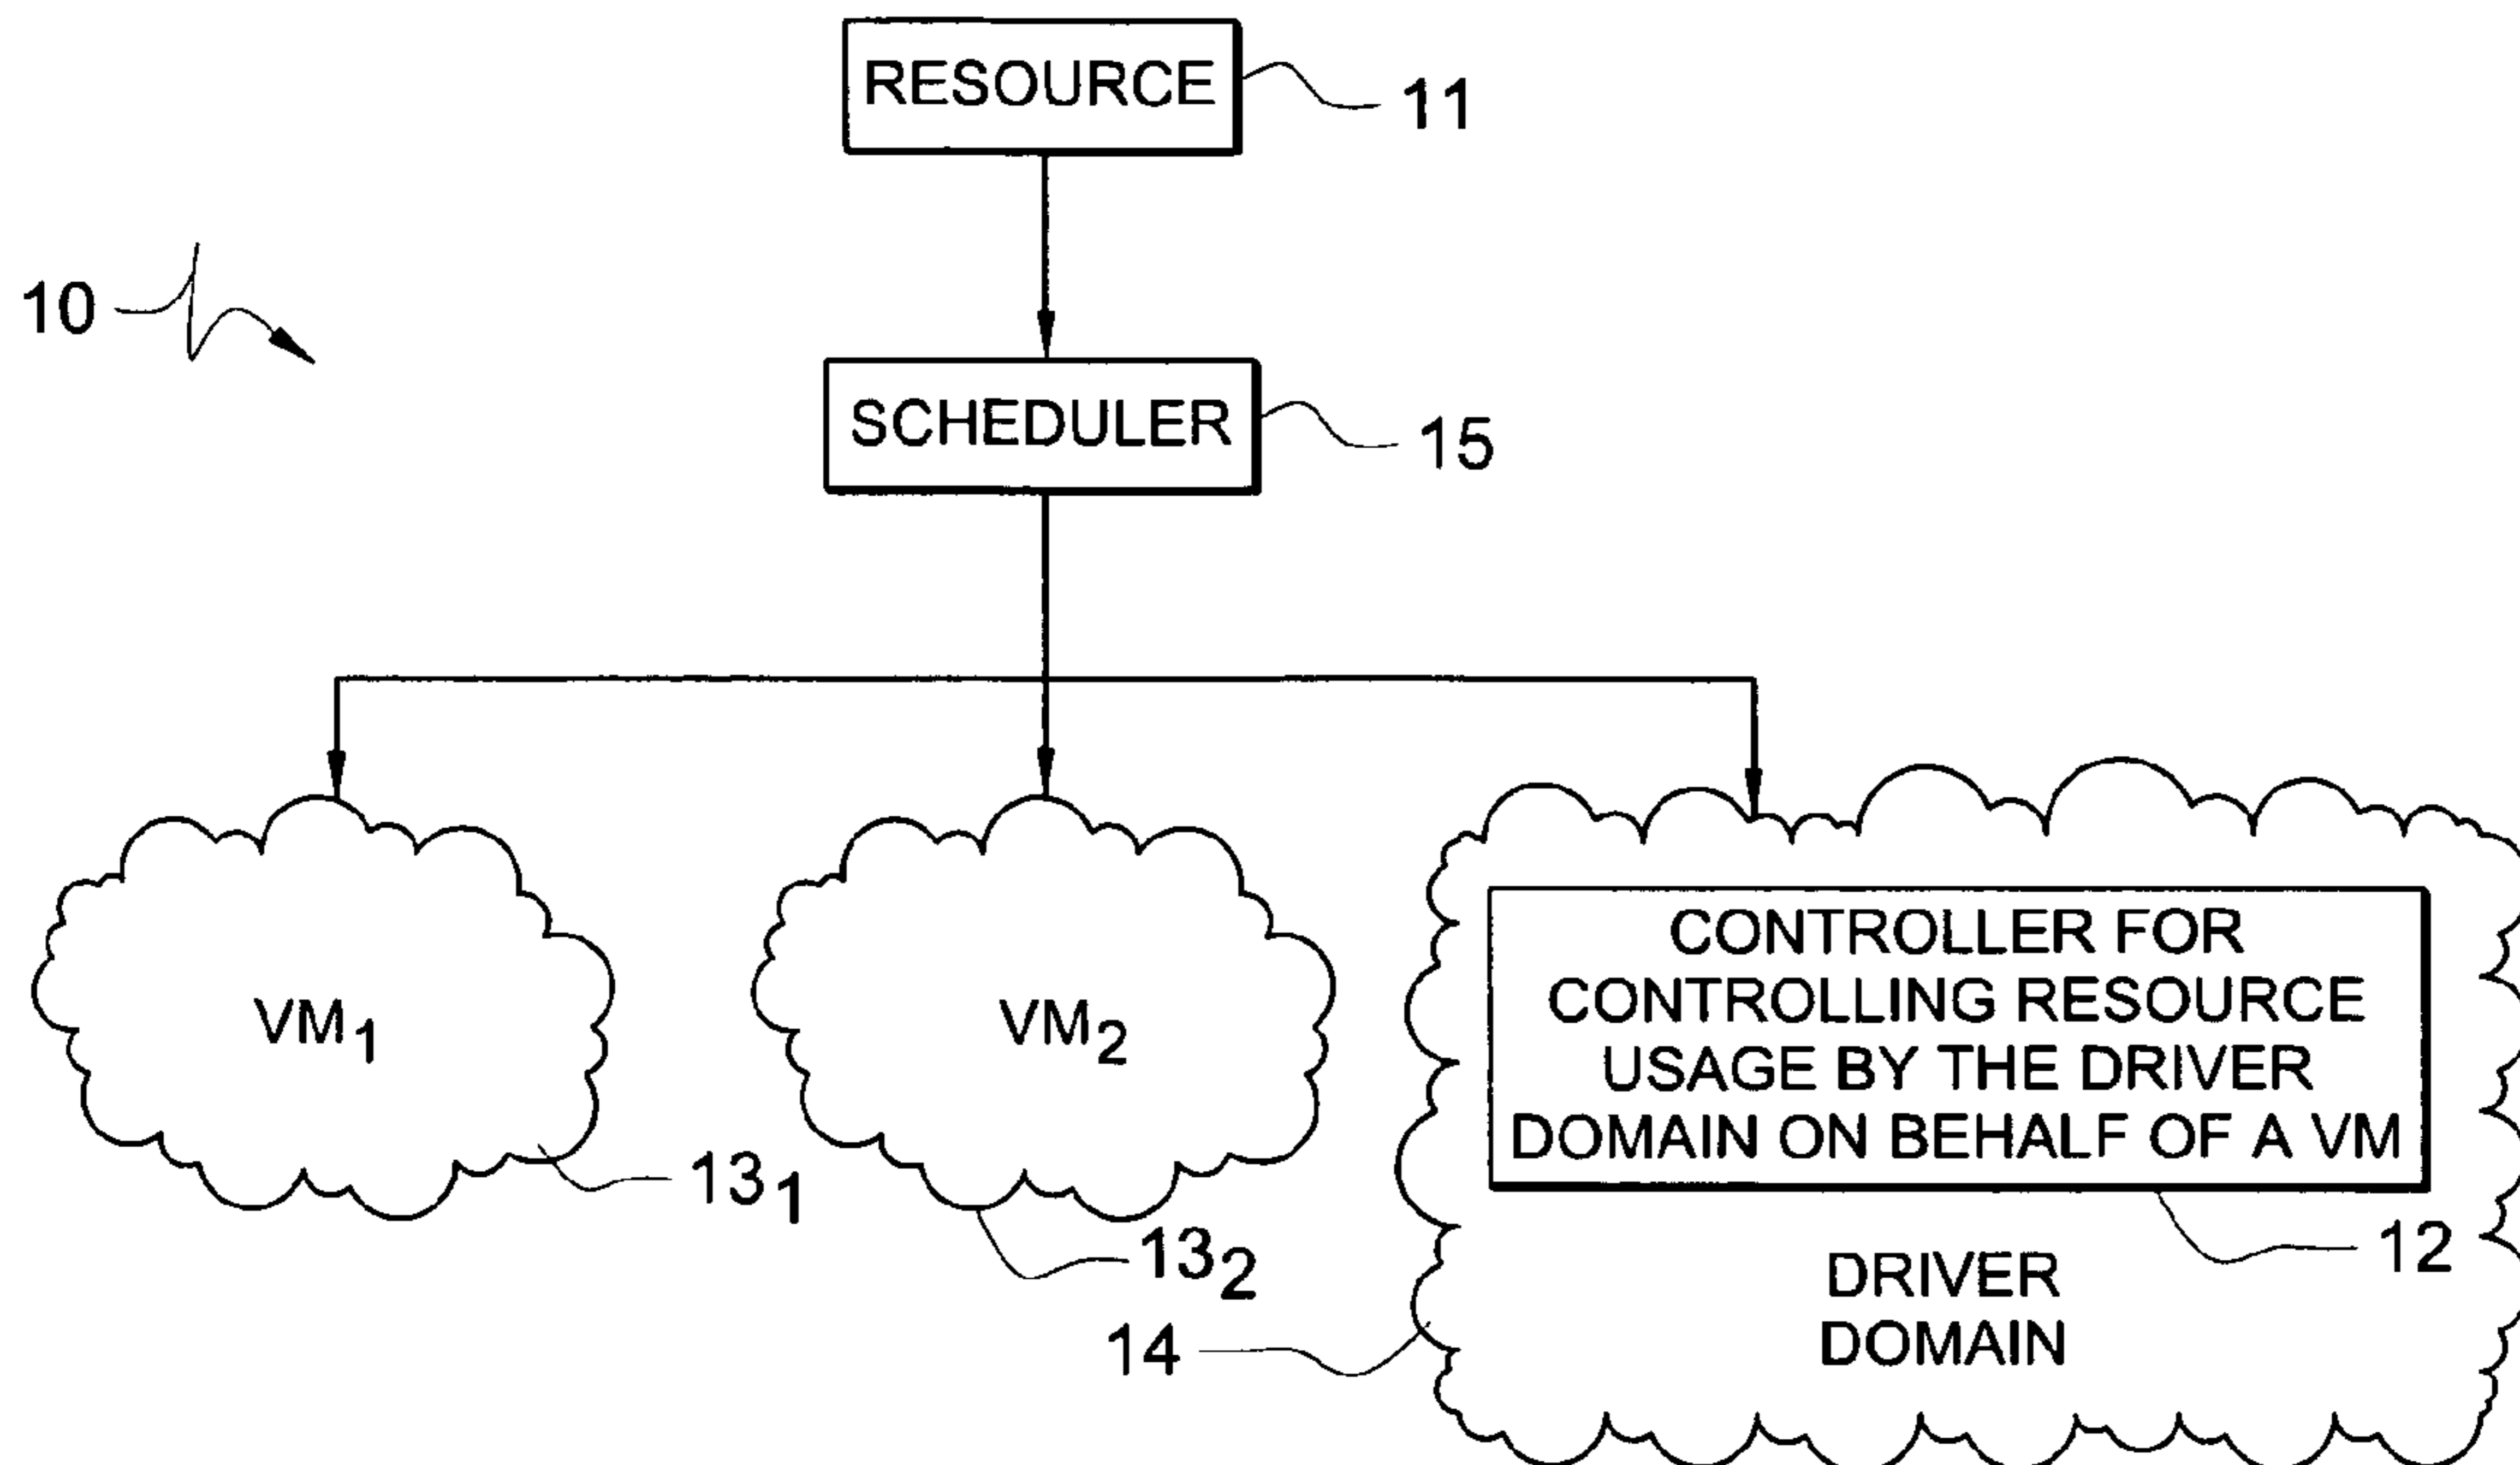 RESOURCE
11
10
SCHEDULER
15
CONTROLLER FOR
CONTROLLING RESOURCE
USAGE BY THE DRIVER
DOMAIN ON BEHALF OF A VM
VM1
VM2
131
132
12
DRIVER
DOMAIN
14